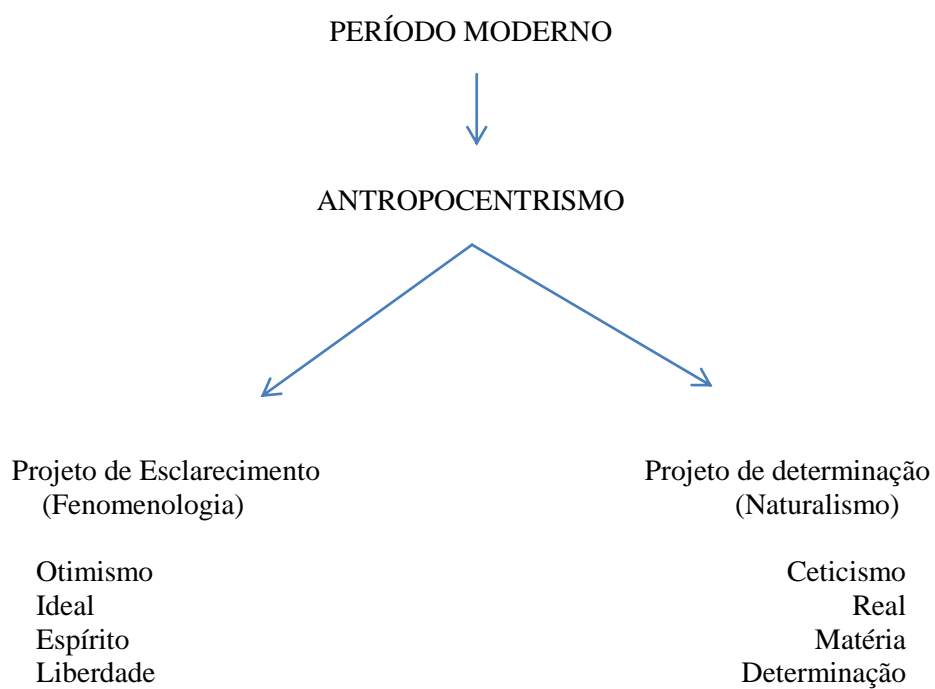 PERÍODO MODERNO
ANTROPOCENTRISMO
Projeto de Esclarecimento
(Fenomenologia)
Otimismo
Ideal
Espírito
Liberdade
Projeto de determinação
(Naturalismo)
Ceticismo
Real
Matéria
Determinação